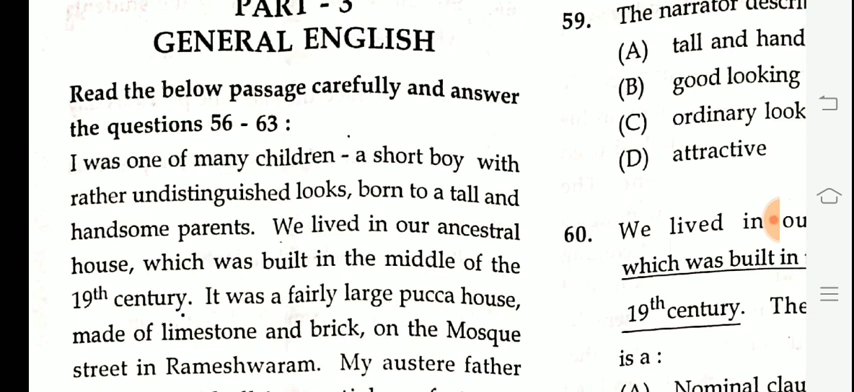 PART - 3
GENERAL ENGLISH
Read the below passage carefully and answer
the questions 56 - 63 :
I was one of many children - a short boy with
rather undistinguished looks, born to a tall and
handsome parents. We lived in our ancestral
house, which was built in the middle of the
19th century. It was a fairly large pucca house,
made of limestone and brick, on the Mosque
street in Rameshwaram. My austere father
59. The narrator
(A) tall and hand
(B) good looking
(C) ordinary look
(D) attractive
60. We lived in ou
which was built in
19th century. The
is a :
(A) Nominal clau